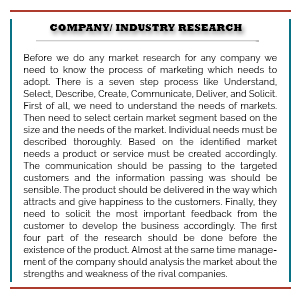 COMPANY/ INDUSTRY RESEARCH
Before we do any market research for any company we
need to know the process of marketing which needs to
adopt. There is a seven step process like Understand,
Select, Describe, Create, Communicate, Deliver, and Solicit.
First of all, we need to understand the needs of markets.
Then need to select certain market segment based on the
size and the needs of the market. Individual needs must be
described thoroughly. Based on the identified market
needs a product or service must be created accordingly.
The communication should be passing to the targeted
customers and the information passing was should be
sensible. The product should be delivered in the way which
attracts and give happiness to the customers. Finally, they
need to solicit the most important feedback from the
customer to develop the business accordingly. The first
four part of the research should be done before the
existence of the product. Almost at the same time manage-
ment of the company should analysis the market about the
strengths and weakness of the rival companies.